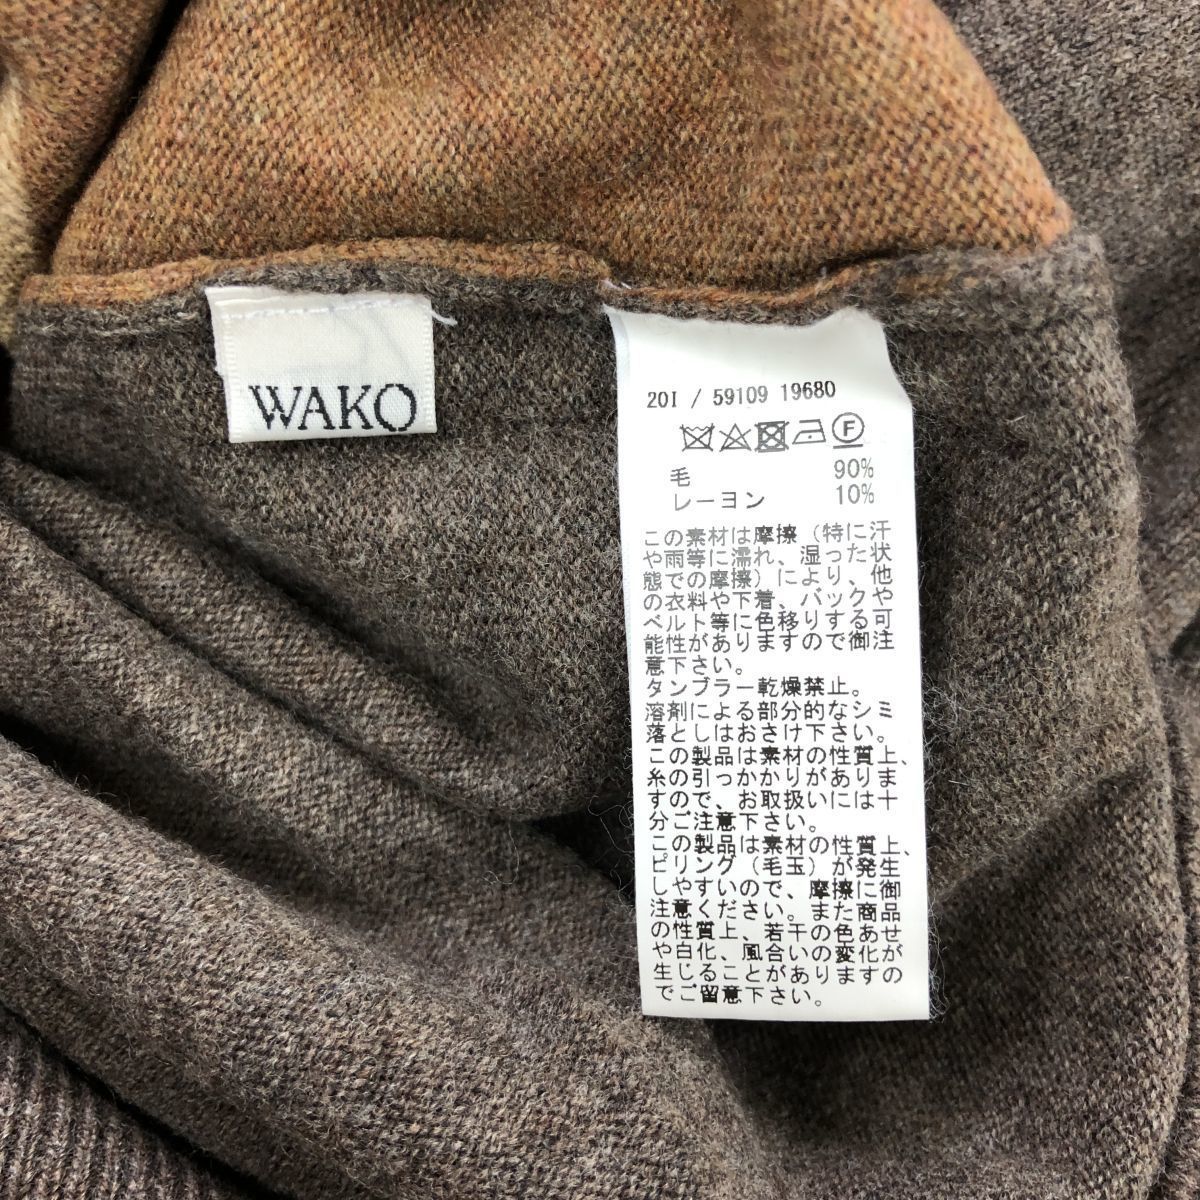 WAKO
20I / 59109 19680
F
毛 90%
レーヨン 10%
この素材は摩擦（特に汗
や雨等に濡れ、湿った状
態での摩擦）により、他
の衣料や下着、バックや
ベルト等に色移りする可
能性がありますので御注
意下さい。
タンブラー乾燥禁止。
溶剤による部分的なシミ
落としはおさけ下さい。
この製品は素材の性質上、
糸の引っかかりがありま
すので、お取扱いには十
分ご注意下さい。
この製品は素材の性質上、
ピリング（毛玉）が発生
しやすいので、摩擦に御
注意ください。また商品
の性質上、若干の色あせ
や白化、風合いの変化が
生じることがありますの
でご留意下さい。